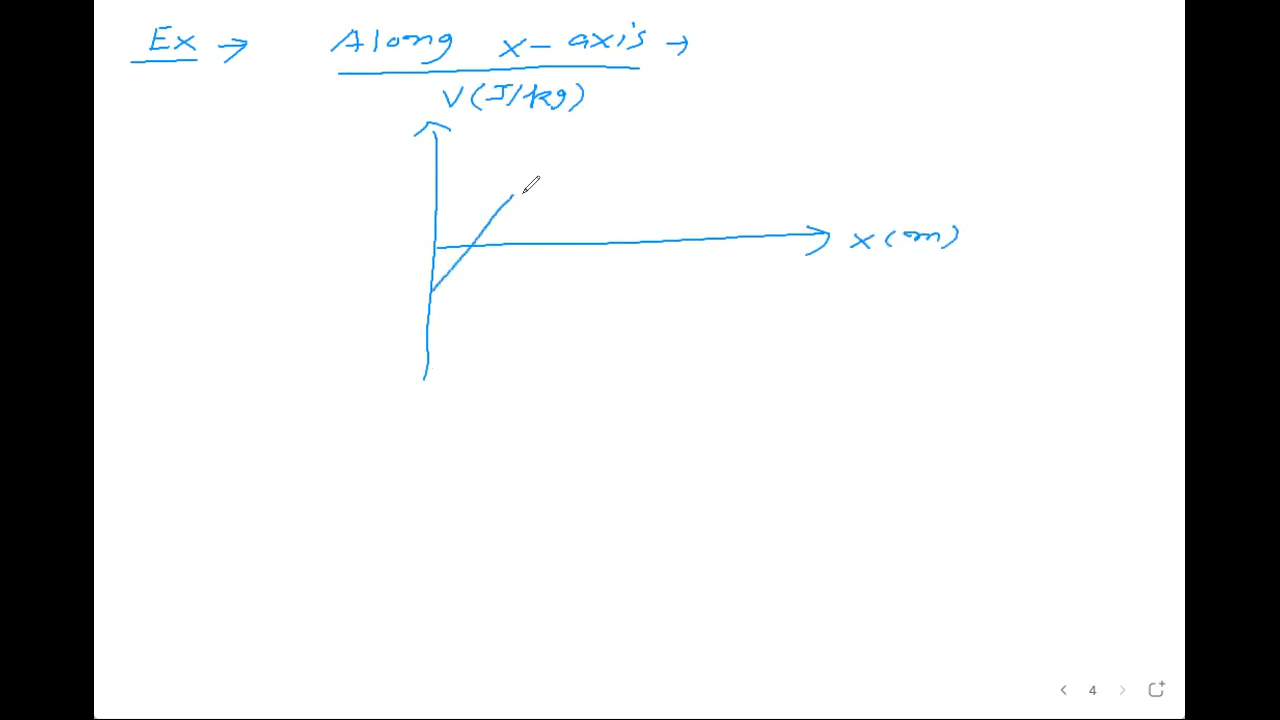 Ex → Along x-axis →
V(J/kg)
x(m)
4